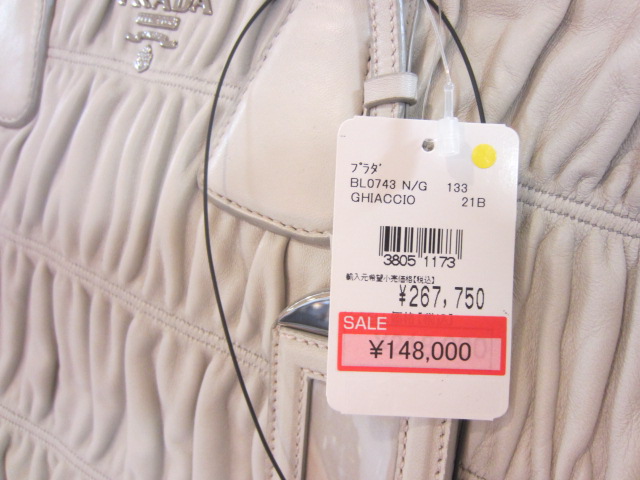 PRADA
ﾌﾟﾗﾀﾞ
BL0743 N/G 133
GHIACCIO 21B
3805 1173
輸入元希望小売価格【税込】
¥267,750
SALE
¥148,000